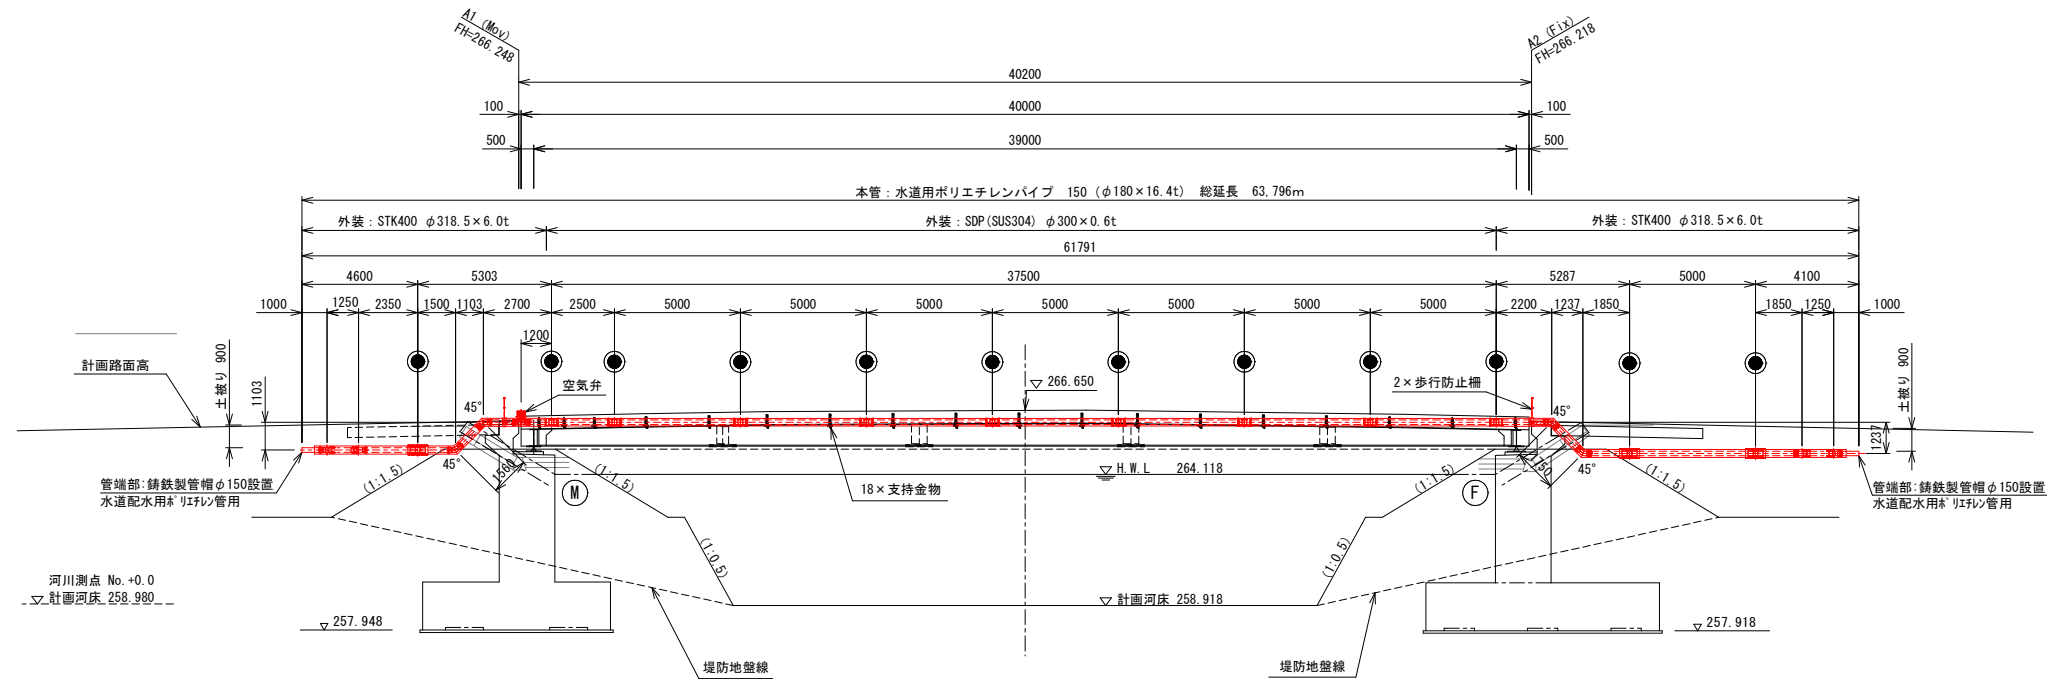 A1 (Mov)
FH=266.248
A2 (Fix)
FH=266.218
40200
100
40000
100
500
39000
500
本管：水道用ポリエチレンパイプ 150 (φ180×16.4t) 総延長 63,796m
外装：STK400 φ318.5×6.0t
外装：SDP(SUS304) φ300×0.6t
外装：STK400 φ318.5×6.0t
61791
4600
5303
37500
5287
5000
4100
1000
1250
2350
1500
1103
2700
2500
5000
5000
5000
5000
5000
5000
5000
2200
1237
1850
1850
1250
1000
1200
計画路面高
土被り 900
1103
45°
空気弁
266.650
2×歩行防止柵
45°
土被り 900
1237
45°
1560
(1:1.5)
(1:1.5)
H.W.L 264.118
(1:1.5)
1750
45°
(1:1.5)
管端部:鋳鉄製管帽φ150設置
水道配水用ﾎﾟﾘｴﾁﾚﾝ管用
M
18×支持金物
F
管端部:鋳鉄製管帽φ150設置
水道配水用ﾎﾟﾘｴﾁﾚﾝ管用
(1:0.5)
(1:0.5)
河川測点 No.+0.0
計画河床 258.980
計画河床 258.918
257.948
257.918
堤防地盤線
堤防地盤線